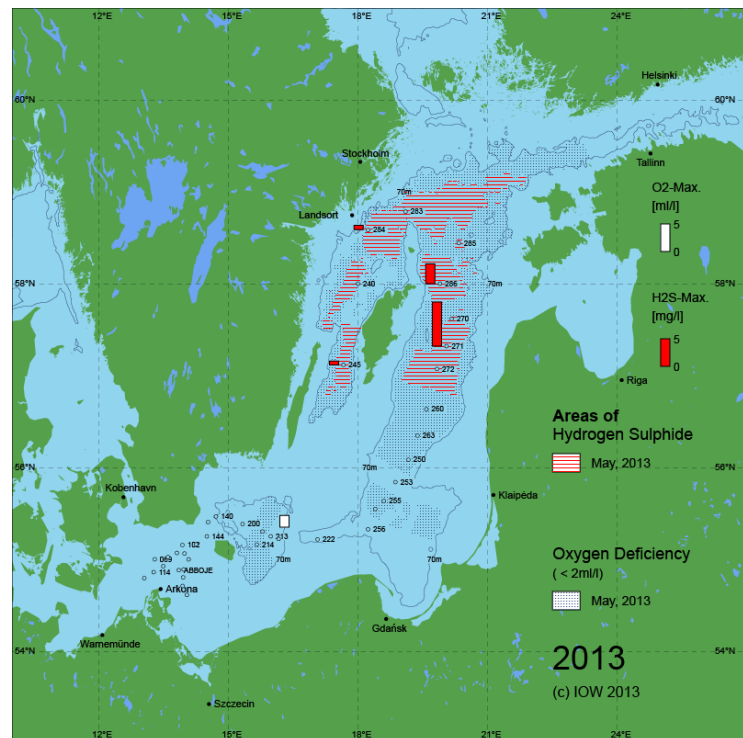 12°E
15°E
18°E
21°E
24°E
Helsinki
60°N
60°N
Stockholm
Tallinn
70m
O2-Max.
[ml/l]
Landsort
283
5
284
0
285
58°N
240
286
70m
58°N
H2S-Max.
[mg/l]
270
5
271
245
272
0
Riga
260
Areas of
Hydrogen Sulphide
263
May, 2013
250
56°N
70m
56°N
253
Kobenhavn
Klaipéda
255
140
200
256
213
144
222
102
214
Oxygen Deficiency
069
70m
70m
( < 2ml/l)
114
ABBOJE
Arkona
May, 2013
Gdańsk
Warnemünde
54°N
54°N
2013
(c) IOW 2013
Szczecin
12°E
15°E
18°E
21°E
24°E